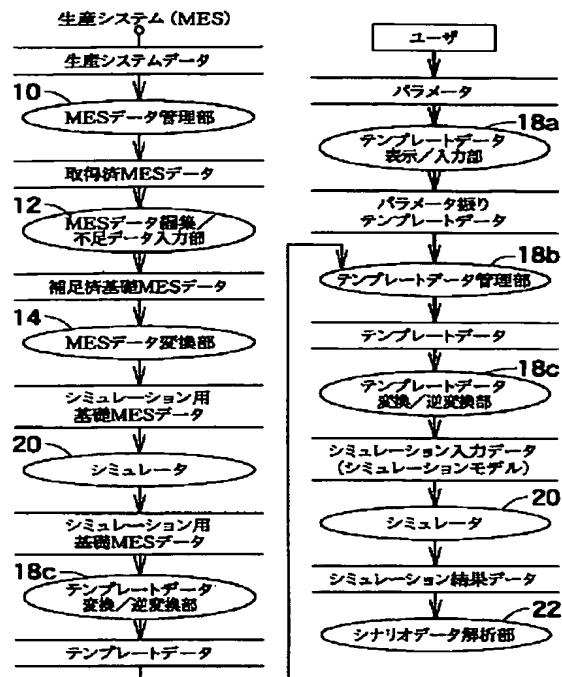 生産システム(MES)
生産システムデータ
10
MESデータ管理部
取得済MESデータ
12
MESデータ編集/
不足データ入力部
補足済基礎MESデータ
14
MESデータ変換部
シミュレーション用
基礎MESデータ
20
シミュレータ
シミュレーション用
基礎MESデータ
18c
テンプレートデータ
変換/逆変換部
テンプレートデータ
ユーザ
パラメータ
18a
テンプレートデータ
表示/入力部
パラメータ振り
テンプレートデータ
18b
テンプレートデータ管理部
テンプレートデータ
18c
テンプレートデータ
変換/逆変換部
シミュレーション入力データ
(シミュレーションモデル)
20
シミュレータ
シミュレーション結果データ
22
シナリオデータ解析部